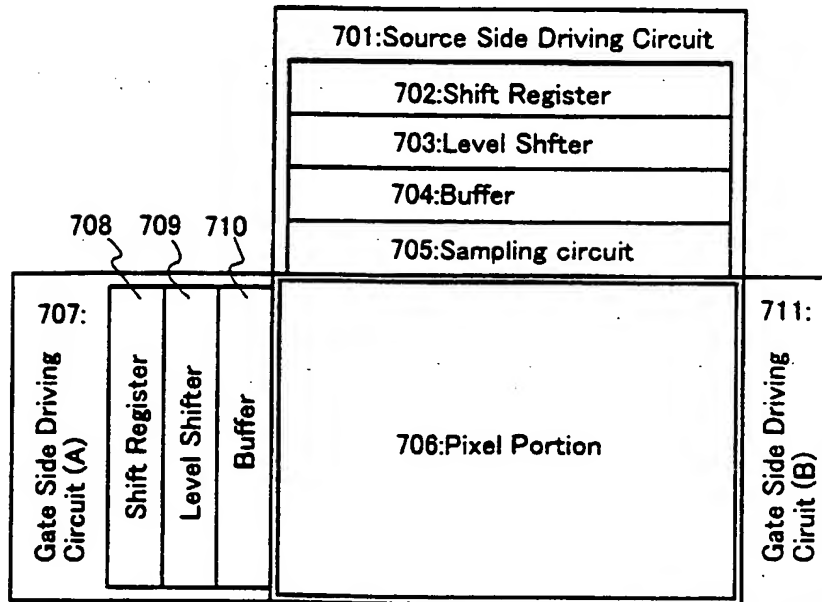 701:Source Side Driving Circuit
702:Shift Register
703:Level Shfter
704:Buffer
705:Sampling circuit
708 709 710
707:
Gate Side Driving
Circuit (A)
Shift Register
Level Shifter
Buffer
706:Pixel Portion
711:
Gate Side Driving
Ciruit (B)